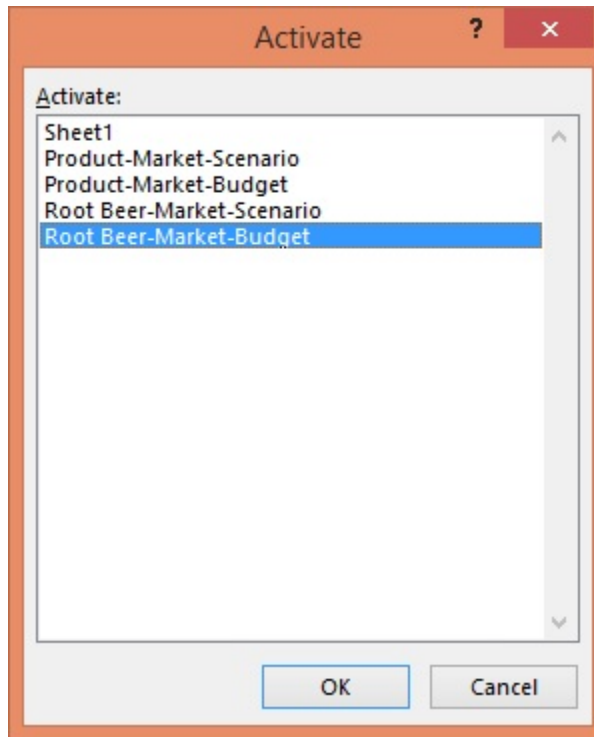 Activate
?
×
Activate:
Sheet1
Product-Market-Scenario
Product-Market-Budget
Root Beer-Market-Scenario
Root Beer-Market-Budget
OK
Cancel